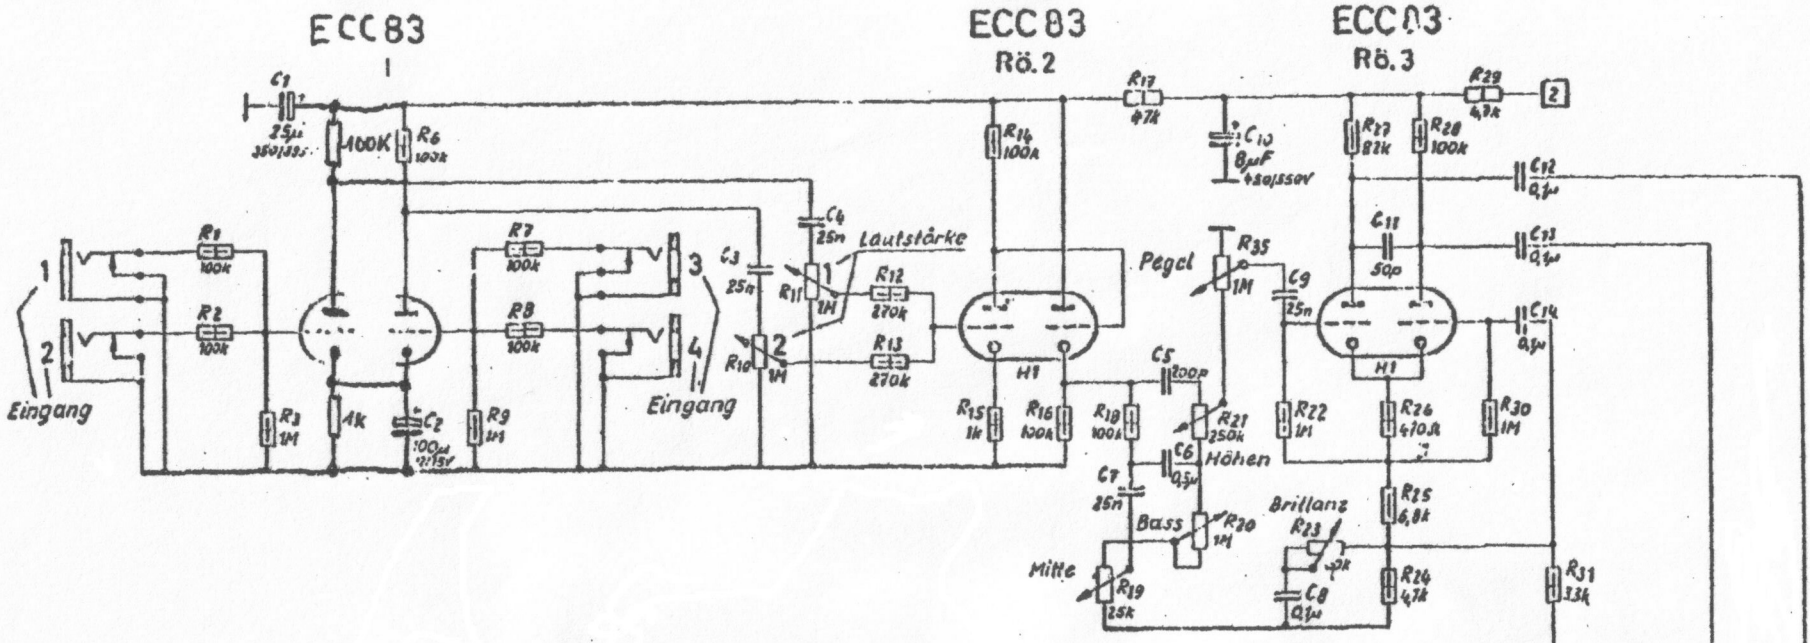 ECC83
1
ECC83
Rö.2
ECC83
Rö.3
C1
25µ
100K
R6
100k
R14
100k
R17
47k
C10
8µF
450/550V
R27
82k
R28
100k
R29
4,7k
2
C12
0,1µ
C13
0,1µ
C11
50p
C14
0,1µ
1
2
Eingang
R1
100k
R2
100k
R3
1M
1k
C2
100µ
R7
100k
R8
100k
R9
1M
3
4
Eingang
C3
25n
C4
25n
Lautstärke
1
R11
1M
2
R10
1M
R12
270k
R13
270k
H1
R15
1k
R16
100k
R18
100k
C5
200p
R21
250k
Höhen
C6
C7
25n
Bass
R20
1M
Mitte
R19
25k
Pegel
R35
1M
C9
25n
R22
1M
H1
R26
R30
1M
R25
6,8k
Brillanz
R23
C8
0,1µ
R24
4,7k
R31
33k